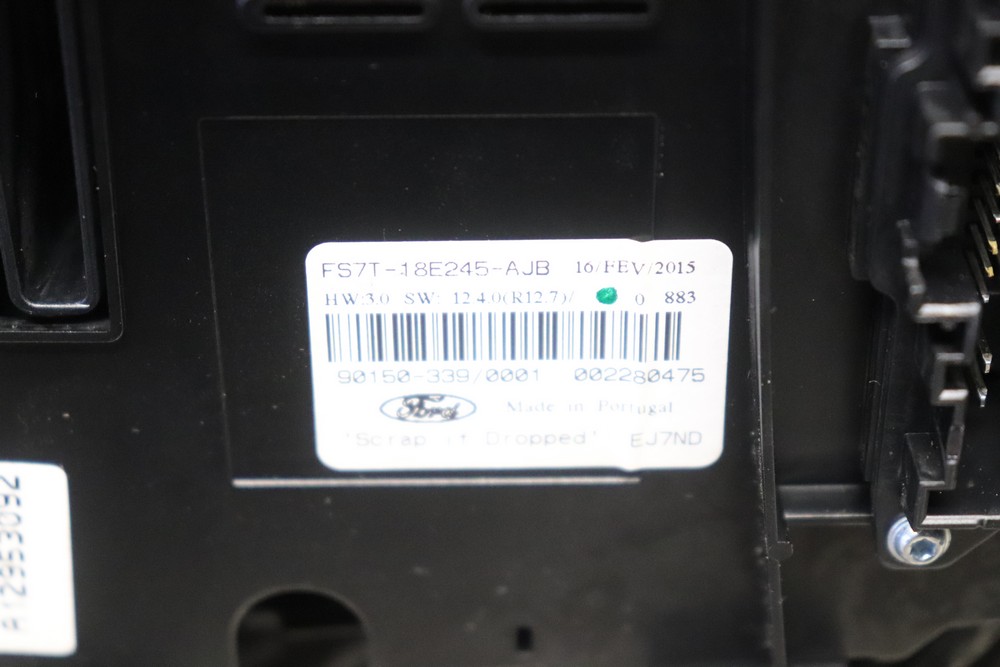 FS7T-18E245-AJB 16/FEV/2015
HW:3.0 SW: 12.4.0(R12.7)/ 0 883
90150-339/0001 002280475
Ford Made in Portugal
"Scrap if Dropped" EJ7ND
A12953092